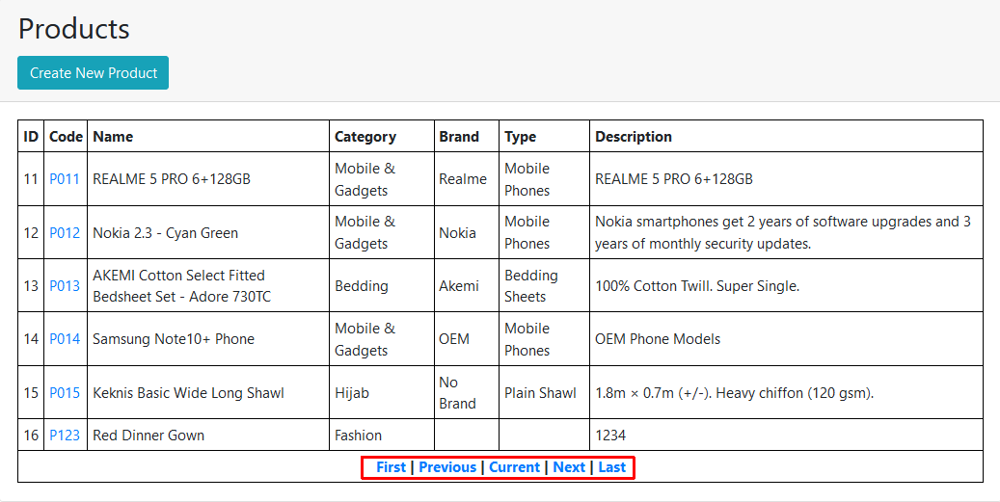 Products
Create New Product
ID Code Name Category Brand Type Description
11 P011 REALME 5 PRO 6+128GB Mobile & Gadgets Realme Mobile Phones REALME 5 PRO 6+128GB
12 P012 Nokia 2.3 - Cyan Green Mobile & Gadgets Nokia Mobile Phones Nokia smartphones get 2 years of software upgrades and 3 years of monthly security updates.
13 P013 AKEMI Cotton Select Fitted Bedsheet Set - Adore 730TC Bedding Akemi Bedding Sheets 100% Cotton Twill. Super Single.
14 P014 Samsung Note10+ Phone Mobile & Gadgets OEM Mobile Phones OEM Phone Models
15 P015 Keknis Basic Wide Long Shawl Hijab No Brand Plain Shawl 1.8m × 0.7m (+/-). Heavy chiffon (120 gsm).
16 P123 Red Dinner Gown Fashion 1234
First | Previous | Current | Next | Last